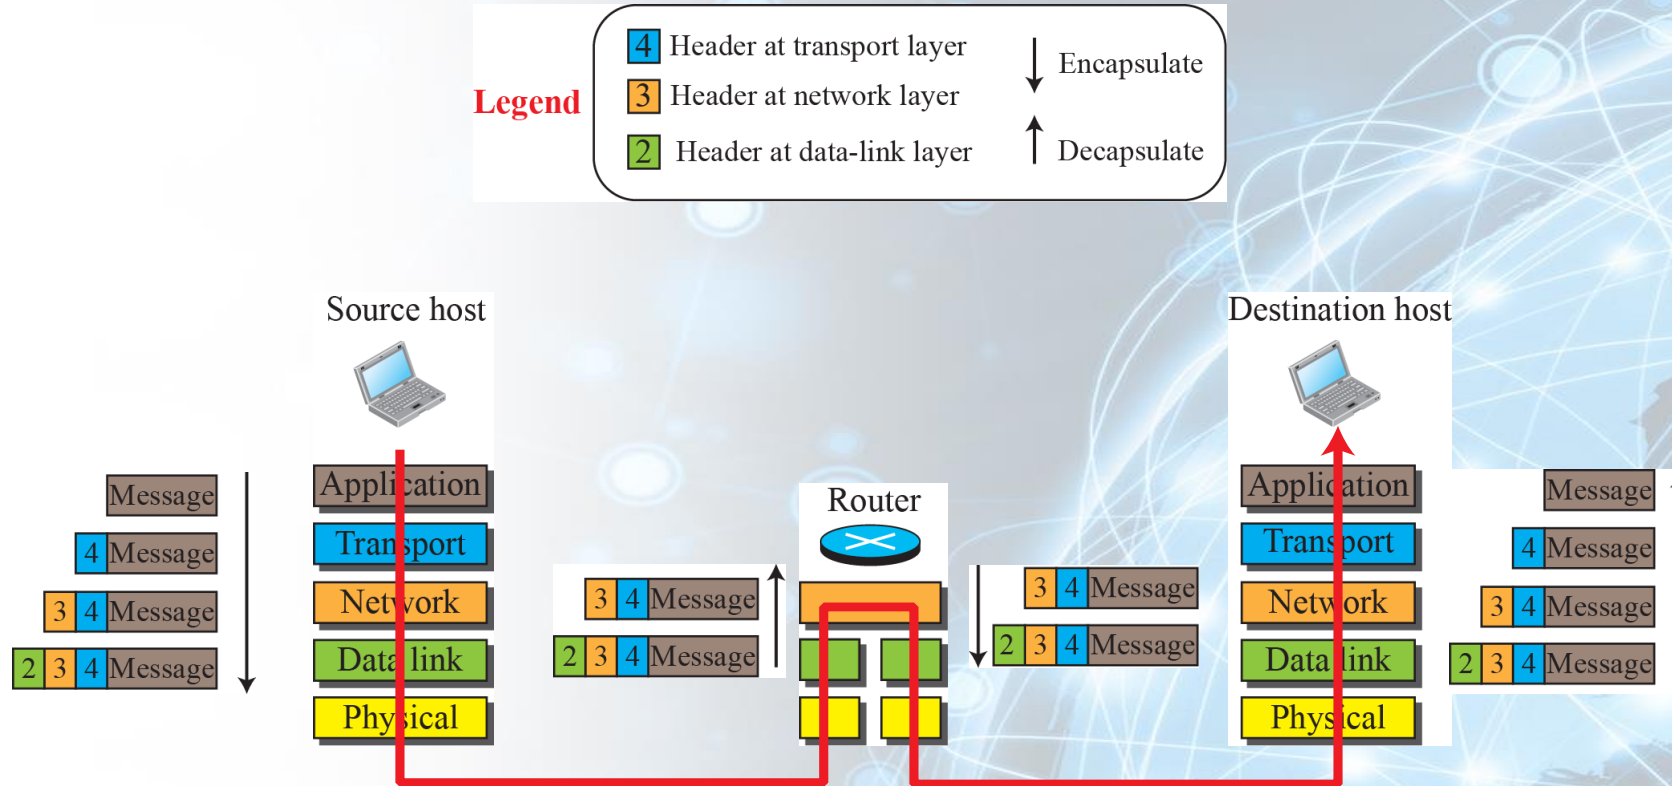 Legend
4 Header at transport layer
3 Header at network layer
2 Header at data-link layer
Encapsulate
Decapsulate
Source host
Message
4 Message
3 4 Message
2 3 4 Message
Application
Transport
Network
Data link
Physical
Router
3 4 Message
2 3 4 Message
3 4 Message
2 3 4 Message
Destination host
Application
Transport
Network
Data link
Physical
Message
4 Message
3 4 Message
2 3 4 Message